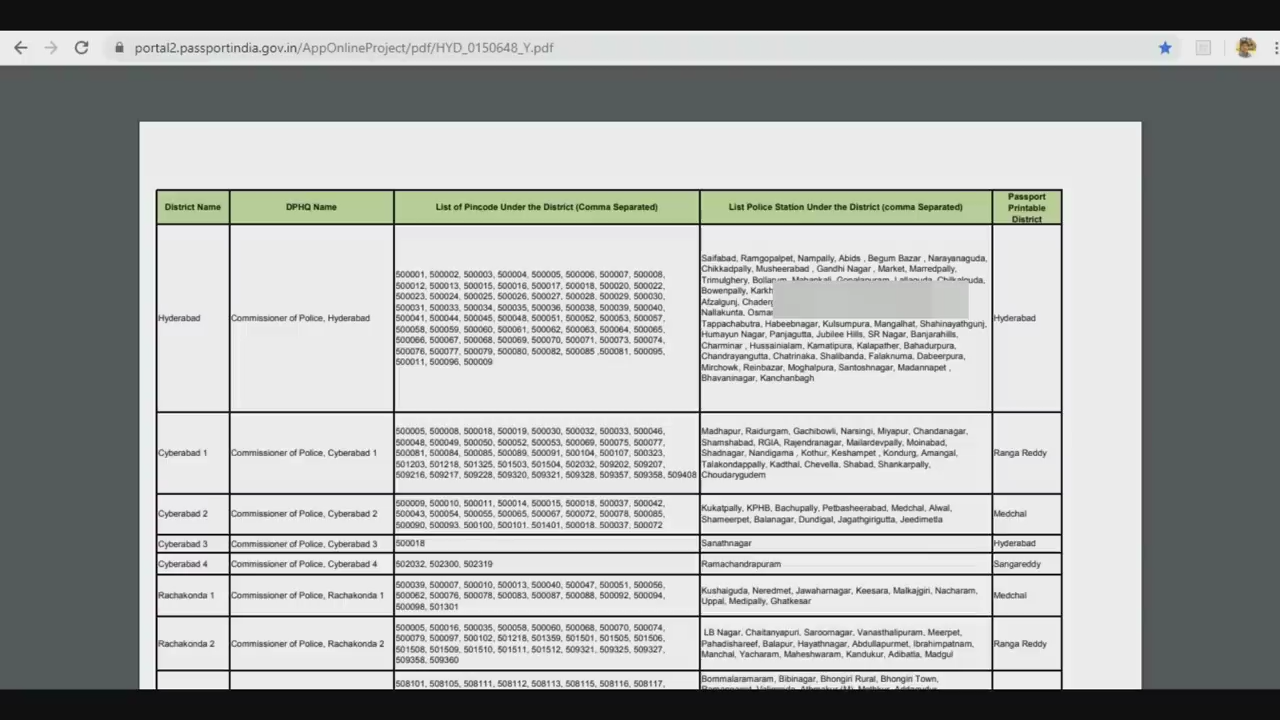 portal2.passportindia.gov.in/AppOnlineProject/pdf/HYD_0150648_Y.pdf
District Name
DPHQ Name
List of Pincode Under the District (Comma Separated)
List Police Station Under the District (comma Separated)
Passport
Printable
District
Hyderabad
Commissioner of Police, Hyderabad
500001, 500002, 500003, 500004, 500005, 500006, 500007, 500008,
500012, 500013, 500015, 500016, 500017, 500018, 500020, 500022,
500023, 500024, 500025, 500026, 500027, 500028, 500029, 500030,
500031, 500033, 500034, 500035, 500036, 500038, 500039, 500040,
500041, 500044, 500045, 500048, 500051, 500052, 500053, 500057,
500058, 500059, 500060, 500061, 500062, 500063, 500064, 500065,
500066, 500067, 500068, 500069, 500070, 500071, 500073, 500074,
500076, 500077, 500079, 500080, 500082, 500085 ,500081, 500095,
500011, 500096, 500009
Saifabad, Ramgopalpet, Nampally, Abids , Begum Bazar , Narayanaguda,
Chikkadpally, Musheerabad , Gandhi Nagar , Market, Marredpally,
Trimulghery, Bollarum, Mahankali, Gopalapuram, Lallaguda, Chilkalguda,
Bowenpally,
Afzalgunj,
Nallakunta,
Tappachabutra, Habeebnagar, Kulsumpura, Mangalhat, Shahinayathgunj,
Humayun Nagar, Panjagutta, Jubilee Hills, SR Nagar, Banjarahills,
Charminar , Hussainialam, Kamatipura, Kalapather, Bahadurpura,
Chandrayangutta, Chatrinaka, Shalibanda, Falaknuma, Dabeerpura,
Mirchowk, Reinbazar, Moghalpura, Santoshnagar, Madannapet ,
Bhavaninagar, Kanchanbagh
Hyderabad
Cyberabad 1
Commissioner of Police, Cyberabad 1
500005, 500008, 500018, 500019, 500030, 500032, 500033, 500046,
500048, 500049, 500050, 500052, 500053, 500069, 500075, 500077,
500081, 500084, 500085, 500089, 500091, 500104, 500107, 500323,
501203, 501218, 501325, 501503, 501504, 502032, 509202, 509207,
509216, 509217, 509228, 509320, 509321, 509328, 509357, 509358, 509408
Madhapur, Raidurgam, Gachibowli, Narsingi, Miyapur, Chandanagar,
Shamshabad, RGIA, Rajendranagar, Mailardevpally, Moinabad,
Shadnagar, Nandigama , Kothur, Keshampet , Kondurg, Amangal,
Talakondappally, Kadthal, Chevella, Shabad, Shankarpally,
Choudarygudem
Ranga Reddy
Cyberabad 2
Commissioner of Police, Cyberabad 2
500009, 500010, 500011, 500014, 500015, 500018, 500037, 500042,
500043, 500054, 500055, 500065, 500067, 500072, 500078, 500085,
500090, 500093, 500100, 500101, 501401, 500018, 500037, 500072
Kukatpally, KPHB, Bachupally, Petbasheerabad, Medchal, Alwal,
Shameerpet, Balanagar, Dundigal, Jagathgirigutta, Jeedimetla
Medchal
Cyberabad 3
Commissioner of Police, Cyberabad 3
500018
Sanathnagar
Hyderabad
Cyberabad 4
Commissioner of Police, Cyberabad 4
502032, 502300, 502319
Ramachandrapuram
Sangareddy
Rachakonda 1
Commissioner of Police, Rachakonda 1
500039, 500007, 500010, 500013, 500040, 500047, 500051, 500056,
500062, 500076, 500078, 500083, 500087, 500088, 500092, 500094,
500098, 501301
Kushaiguda, Neredmet, Jawaharnagar, Keesara, Malkajgiri, Nacharam,
Uppal, Medipally, Ghatkesar
Medchal
Rachakonda 2
Commissioner of Police, Rachakonda 2
500005, 500016, 500035, 500058, 500060, 500068, 500070, 500074,
500079, 500097, 500102, 501218, 501359, 501501, 501505, 501506,
501508, 501509, 501510, 501511, 501512, 509321, 509325, 509327,
509358, 509360
LB Nagar, Chaitanyapuri, Saroornagar, Vanasthalipuram, Meerpet,
Pahadishareef, Balapur, Hayathnagar, Abdullapurmet, Ibrahimpatnam,
Manchal, Yacharam, Maheshwaram, Kandukur, Adibatla, Madgul
Ranga Reddy
508101, 508105, 508111, 508112, 508113, 508115, 508116, 508117,
Bommalaramam, Bibinagar, Bhongiri Rural, Bhongiri Town,